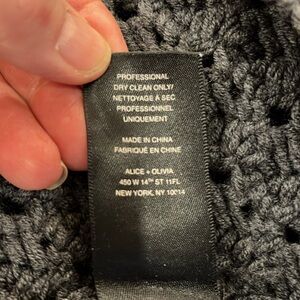 PROFESSIONAL
DRY CLEAN ONLY/
NETTOYAGE À SEC
PROFESSIONNEL
UNIQUEMENT
MADE IN CHINA
FABRIQUÉ EN CHINE
ALICE + OLIVIA
450 W 14TH ST 11FL
NEW YORK, NY 10014